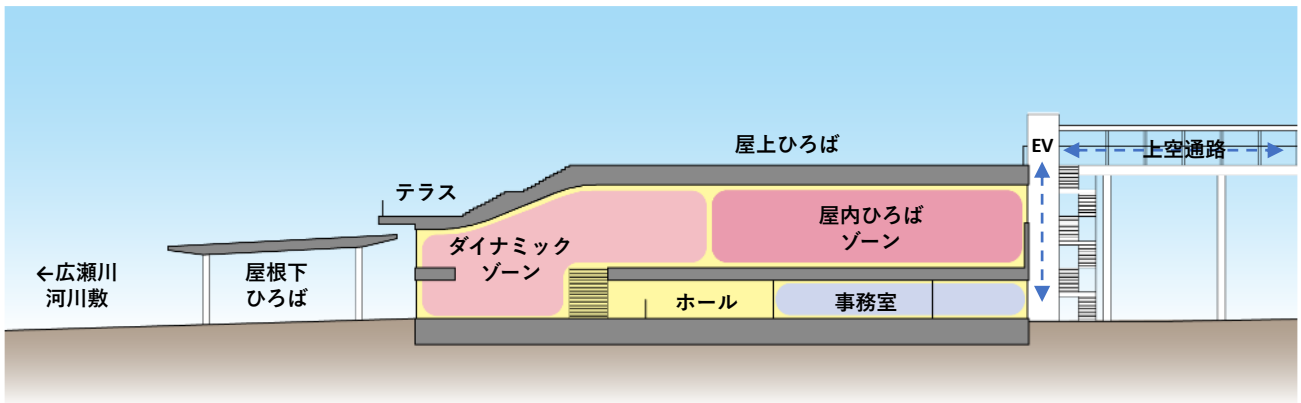 屋上ひろば
EV
上空通路
テラス
屋内ひろば
ゾーン
ダイナミック
ゾーン
←広瀬川
河川敷
屋根下
ひろば
ホール
事務室